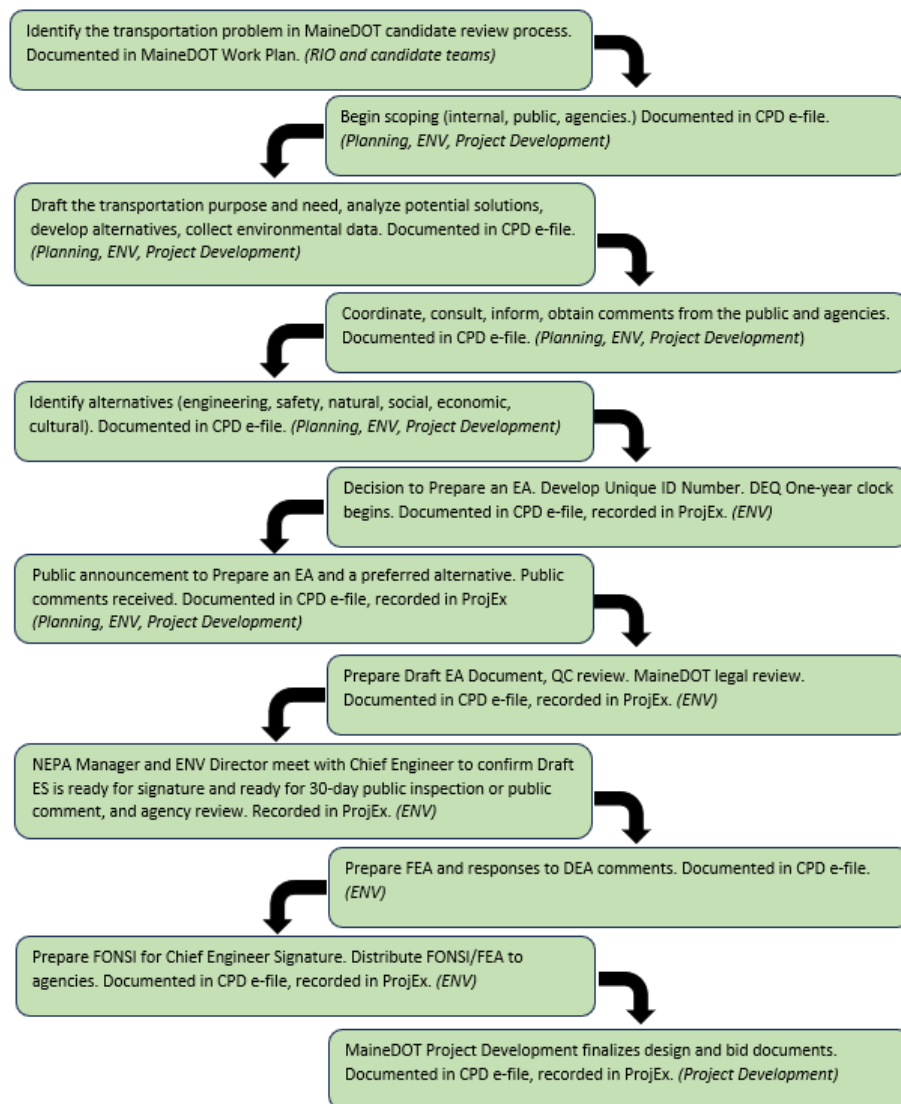 Identify the transportation problem in MaineDOT candidate review process.
Documented in MaineDOT Work Plan. (RIO and candidate teams)
Begin scoping (internal, public, agencies.) Documented in CPD e-file.
(Planning, ENV, Project Development)
Draft the transportation purpose and need, analyze potential solutions,
develop alternatives, collect environmental data. Documented in CPD e-file.
(Planning, ENV, Project Development)
Coordinate, consult, inform, obtain comments from the public and agencies.
Documented in CPD e-file. (Planning, ENV, Project Development)
Identify alternatives (engineering, safety, natural, social, economic,
cultural). Documented in CPD e-file. (Planning, ENV, Project Development)
Decision to Prepare an EA. Develop Unique ID Number. DEQ One-year clock
begins. Documented in CPD e-file, recorded in ProjEx. (ENV)
Public announcement to Prepare an EA and a preferred alternative. Public
comments received. Documented in CPD e-file, recorded in ProjEx
(Planning, ENV, Project Development)
Prepare Draft EA Document, QC review. MaineDOT legal review.
Documented in CPD e-file, recorded in ProjEx. (ENV)
NEPA Manager and ENV Director meet with Chief Engineer to confirm Draft
ES is ready for signature and ready for 30-day public inspection or public
comment, and agency review. Recorded in ProjEx. (ENV)
Prepare FEA and responses to DEA comments. Documented in CPD e-file.
(ENV)
Prepare FONSI for Chief Engineer Signature. Distribute FONSI/FEA to
agencies. Documented in CPD e-file, recorded in ProjEx. (ENV)
MaineDOT Project Development finalizes design and bid documents.
Documented in CPD e-file, recorded in ProjEx. (Project Development)